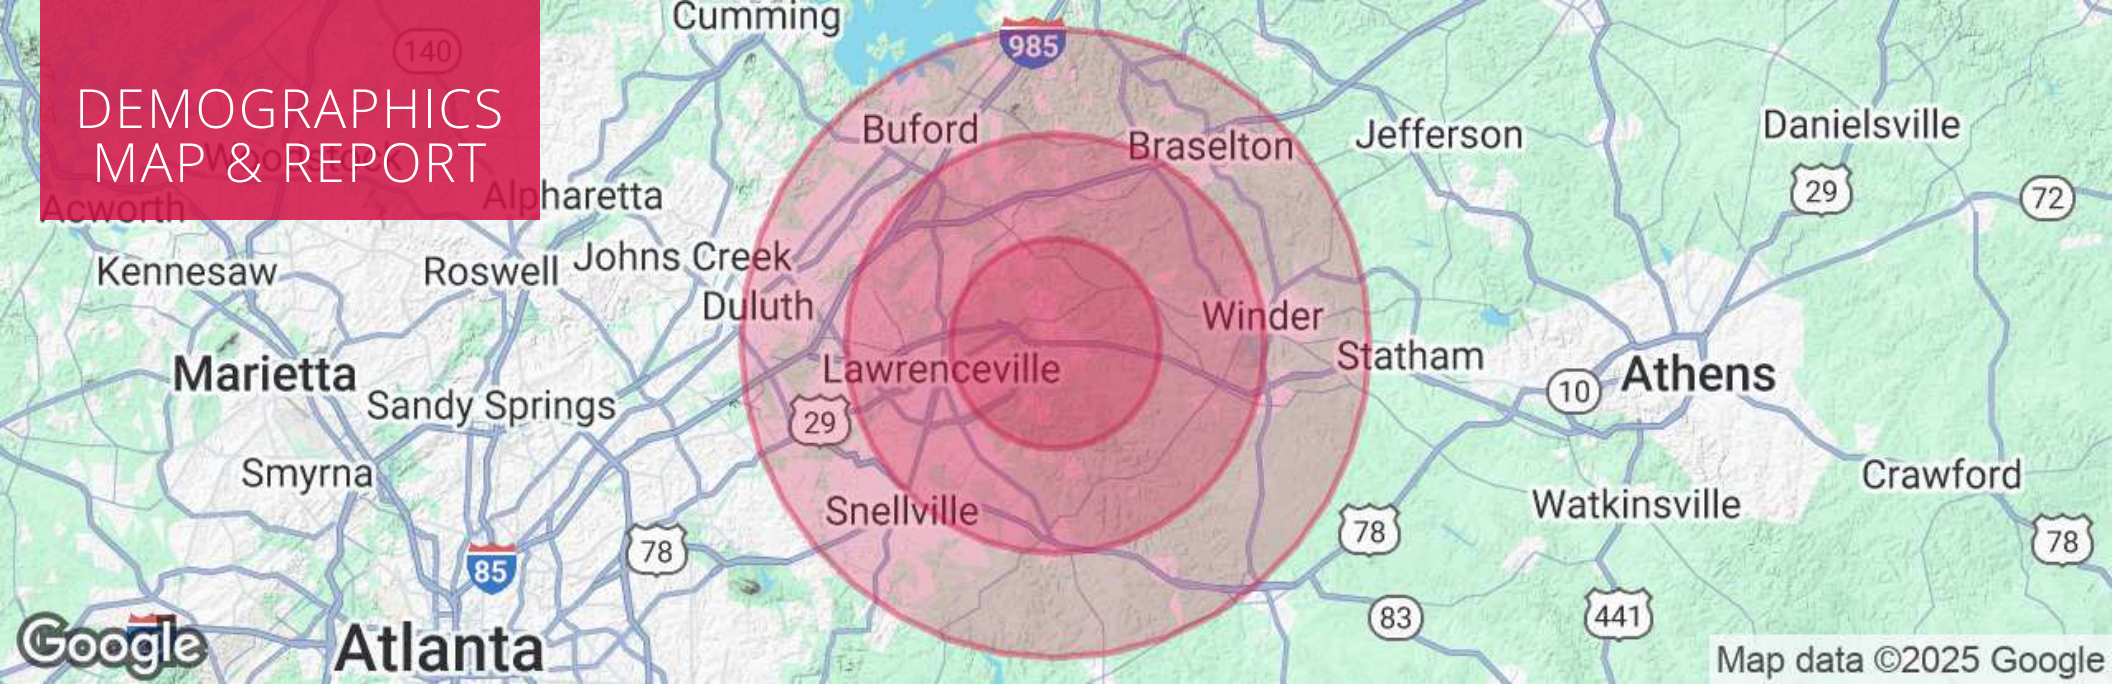 DEMOGRAPHICS
MAP & REPORT
Cumming
985
140
Buford
Braselton
Jefferson
Danielsville
Woodstock
Alpharetta
29
72
Acworth
Johns Creek
Kennesaw
Roswell
Duluth
Winder
Statham
Marietta
Lawrenceville
Athens
10
Sandy Springs
29
Smyrna
Snellville
Watkinsville
Crawford
78
78
78
85
83
441
Google
Atlanta
Map data ©2025 Google